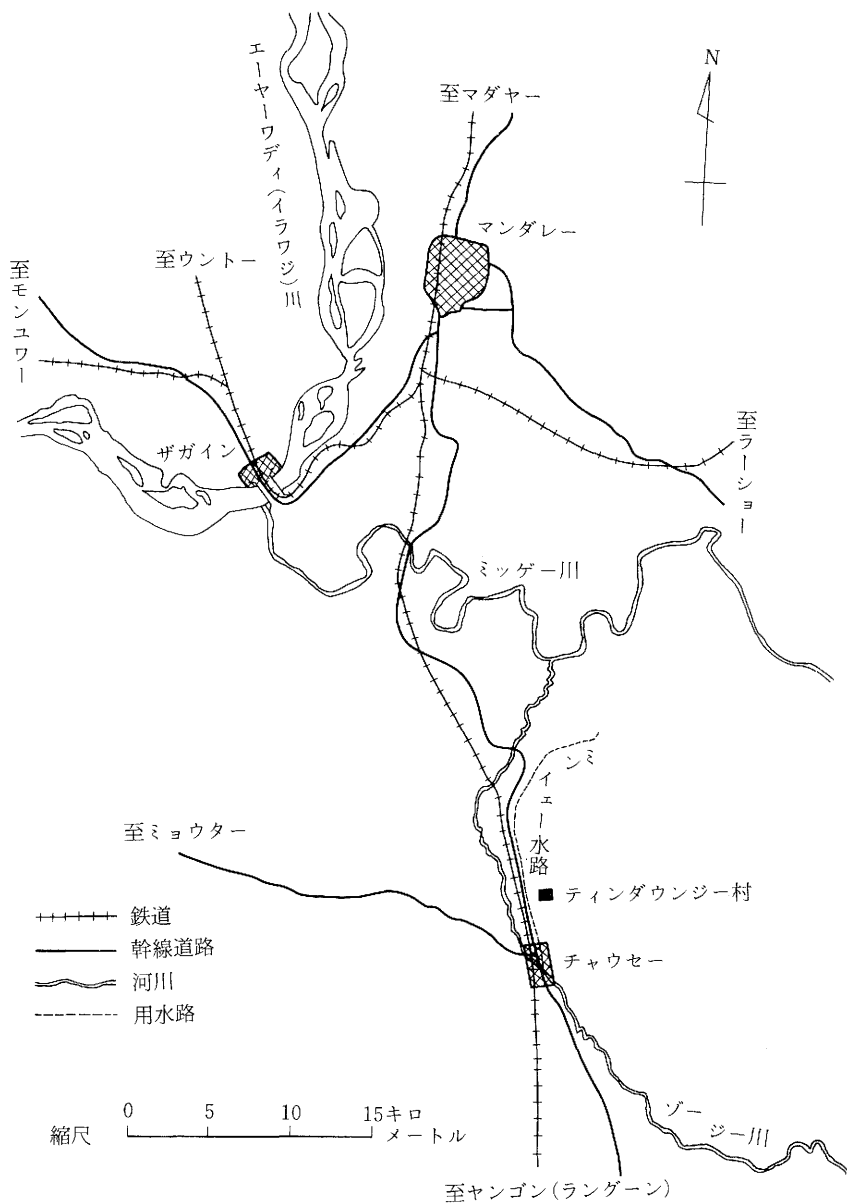 N
至マダヤー
エーヤーワディ(イラワジ)川
マンダレー
至ウントー
至モンユワー
ザガイン
至ラーショー
ミッゲー川
ミンイェー水路
至ミョウター
ティンダウンジー村
チャウセー
鉄道
幹線道路
河川
用水路
縮尺
0 5 10 15キロメートル
ゾージー川
至ヤンゴン(ラングーン)